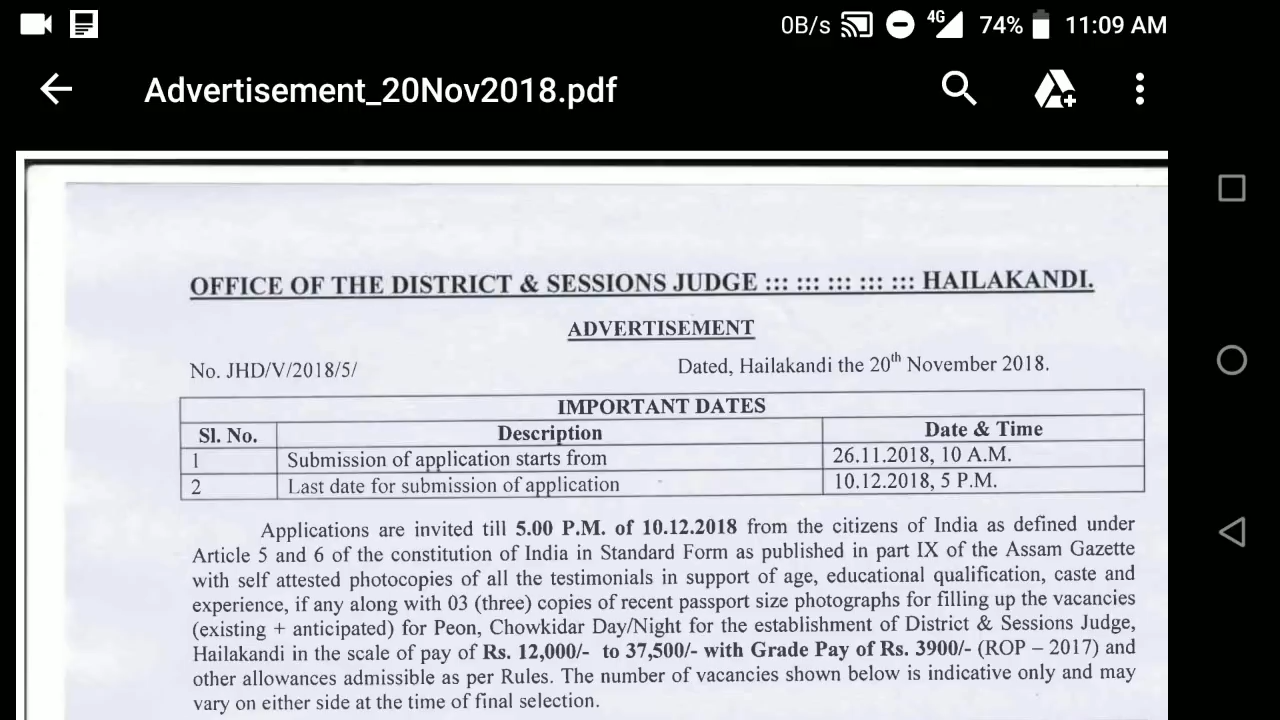 0B/s 4G 74% 11:09 AM
Advertisement_20Nov2018.pdf
OFFICE OF THE DISTRICT & SESSIONS JUDGE ::: ::: ::: ::: ::: HAILAKANDI.
ADVERTISEMENT
No. JHD/V/2018/5/ Dated, Hailakandi the 20th November 2018.
IMPORTANT DATES
Sl. No. Description Date & Time
1 Submission of application starts from 26.11.2018, 10 A.M.
2 Last date for submission of application 10.12.2018, 5 P.M.
Applications are invited till 5.00 P.M. of 10.12.2018 from the citizens of India as defined under
Article 5 and 6 of the constitution of India in Standard Form as published in part IX of the Assam Gazette
with self attested photocopies of all the testimonials in support of age, educational qualification, caste and
experience, if any along with 03 (three) copies of recent passport size photographs for filling up the vacancies
(existing + anticipated) for Peon, Chowkidar Day/Night for the establishment of District & Sessions Judge,
Hailakandi in the scale of pay of Rs. 12,000/- to 37,500/- with Grade Pay of Rs. 3900/- (ROP – 2017) and
other allowances admissible as per Rules. The number of vacancies shown below is indicative only and may
vary on either side at the time of final selection.